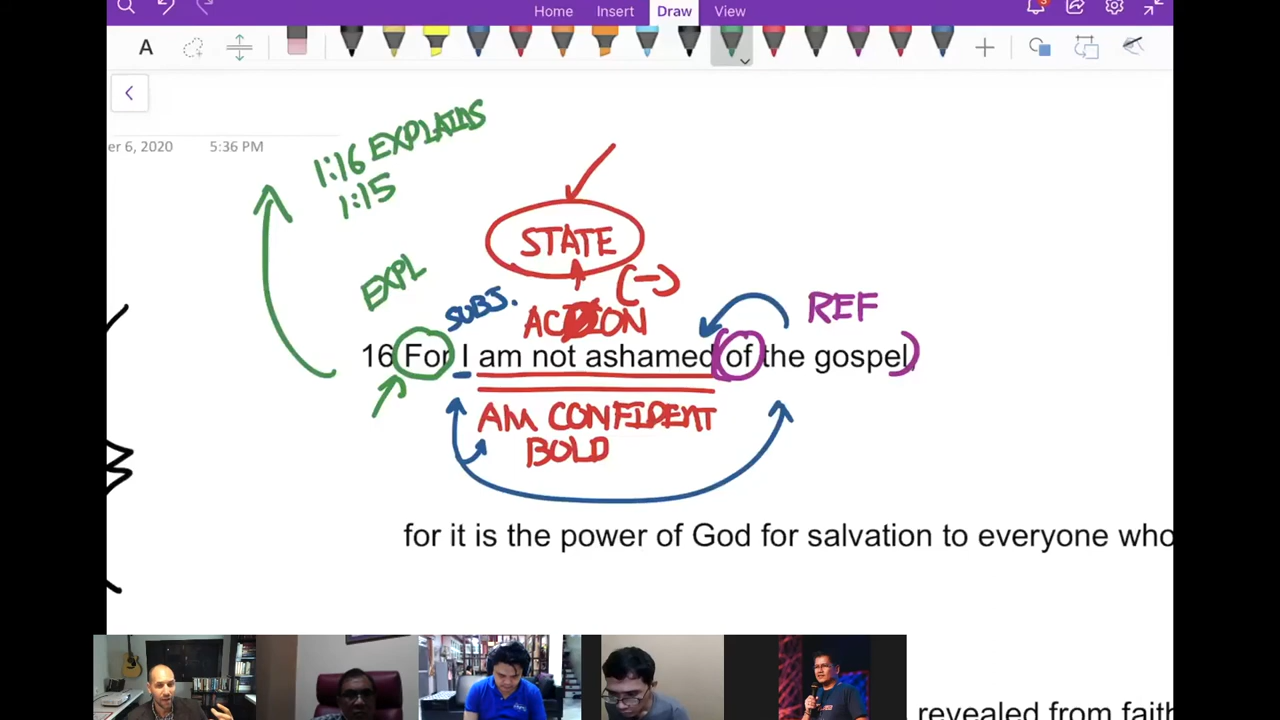 Home Insert Draw View
A
1:16 EXPLAINS
1:15
er 6, 2020 5:36 PM
STATE
EXPL
(-)
SUBJ.
ACTION
REF
16 For I am not ashamed of the gospel,
AM CONFIDENT
BOLD
for it is the power of God for salvation to everyone who
revealed from faith